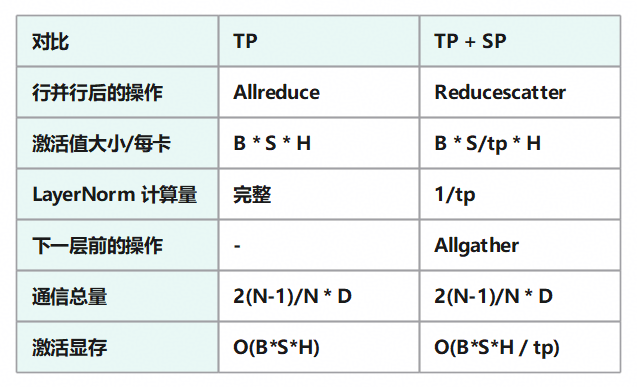 对比 TP TP + SP
行并行后的操作 Allreduce Reducescatter
激活值大小/每卡 B * S * H B * S/tp * H
LayerNorm 计算量 完整 1/tp
下一层前的操作 - Allgather
通信总量 2(N-1)/N * D 2(N-1)/N * D
激活显存 O(B*S*H) O(B*S*H / tp)